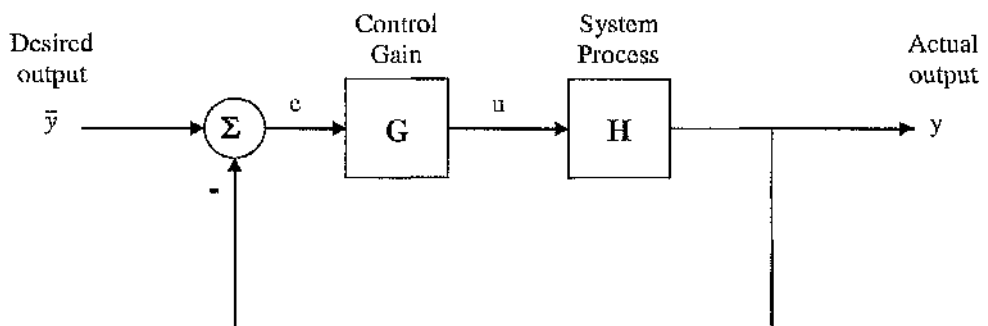 Control
Gain
System
Process
Desired
output
Actual
output
ȳ
Σ
e
G
u
H
y
-